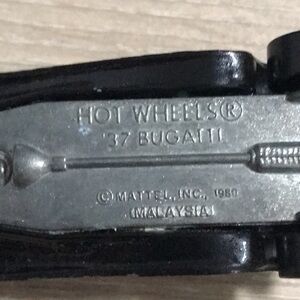 HOT WHEELS®
'37 BUGATTI
© MATTEL, INC., 1980
MALAYSIA